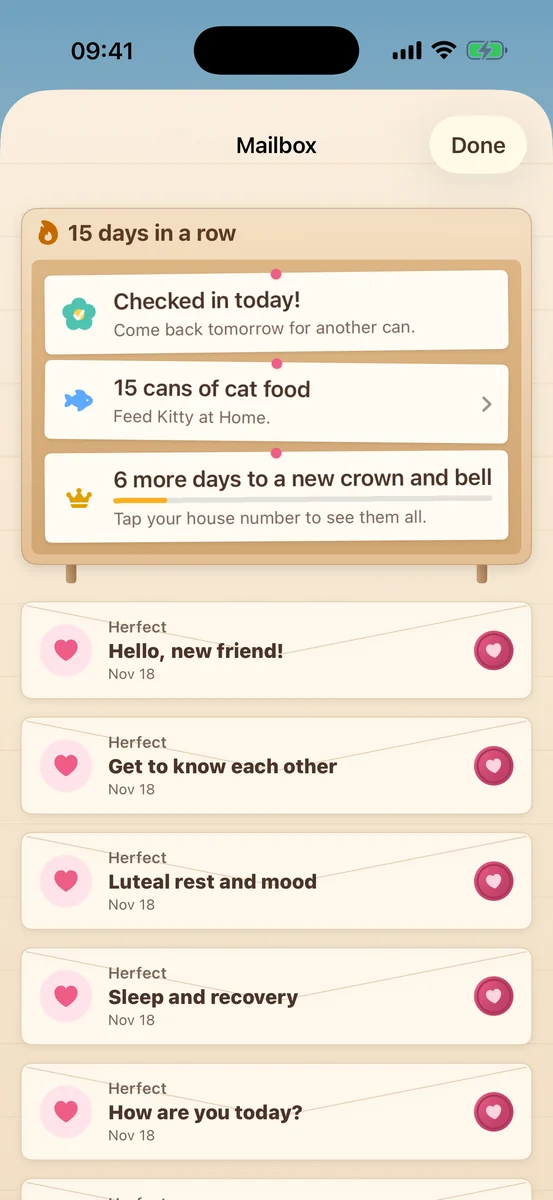 09:41
Mailbox
Done
15 days in a row
Checked in today!
Come back tomorrow for another can.
15 cans of cat food
Feed Kitty at Home.
6 more days to a new crown and bell
Tap your house number to see them all.
Herfect
Hello, new friend!
Nov 18
Herfect
Get to know each other
Nov 18
Herfect
Luteal rest and mood
Nov 18
Herfect
Sleep and recovery
Nov 18
Herfect
How are you today?
Nov 18